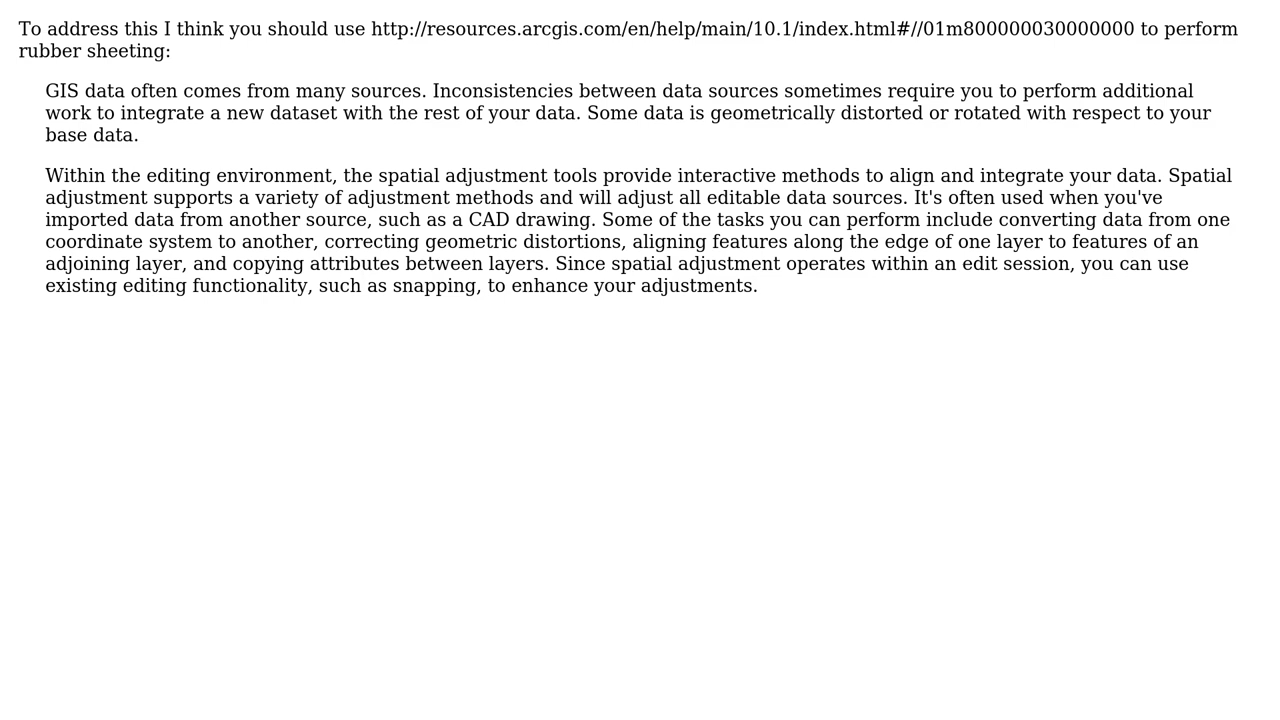 To address this I think you should use http://resources.arcgis.com/en/help/main/10.1/index.html#//01m800000030000000 to perform
rubber sheeting:
GIS data often comes from many sources. Inconsistencies between data sources sometimes require you to perform additional
work to integrate a new dataset with the rest of your data. Some data is geometrically distorted or rotated with respect to your
base data.
Within the editing environment, the spatial adjustment tools provide interactive methods to align and integrate your data. Spatial
adjustment supports a variety of adjustment methods and will adjust all editable data sources. It's often used when you've
imported data from another source, such as a CAD drawing. Some of the tasks you can perform include converting data from one
coordinate system to another, correcting geometric distortions, aligning features along the edge of one layer to features of an
adjoining layer, and copying attributes between layers. Since spatial adjustment operates within an edit session, you can use
existing editing functionality, such as snapping, to enhance your adjustments.